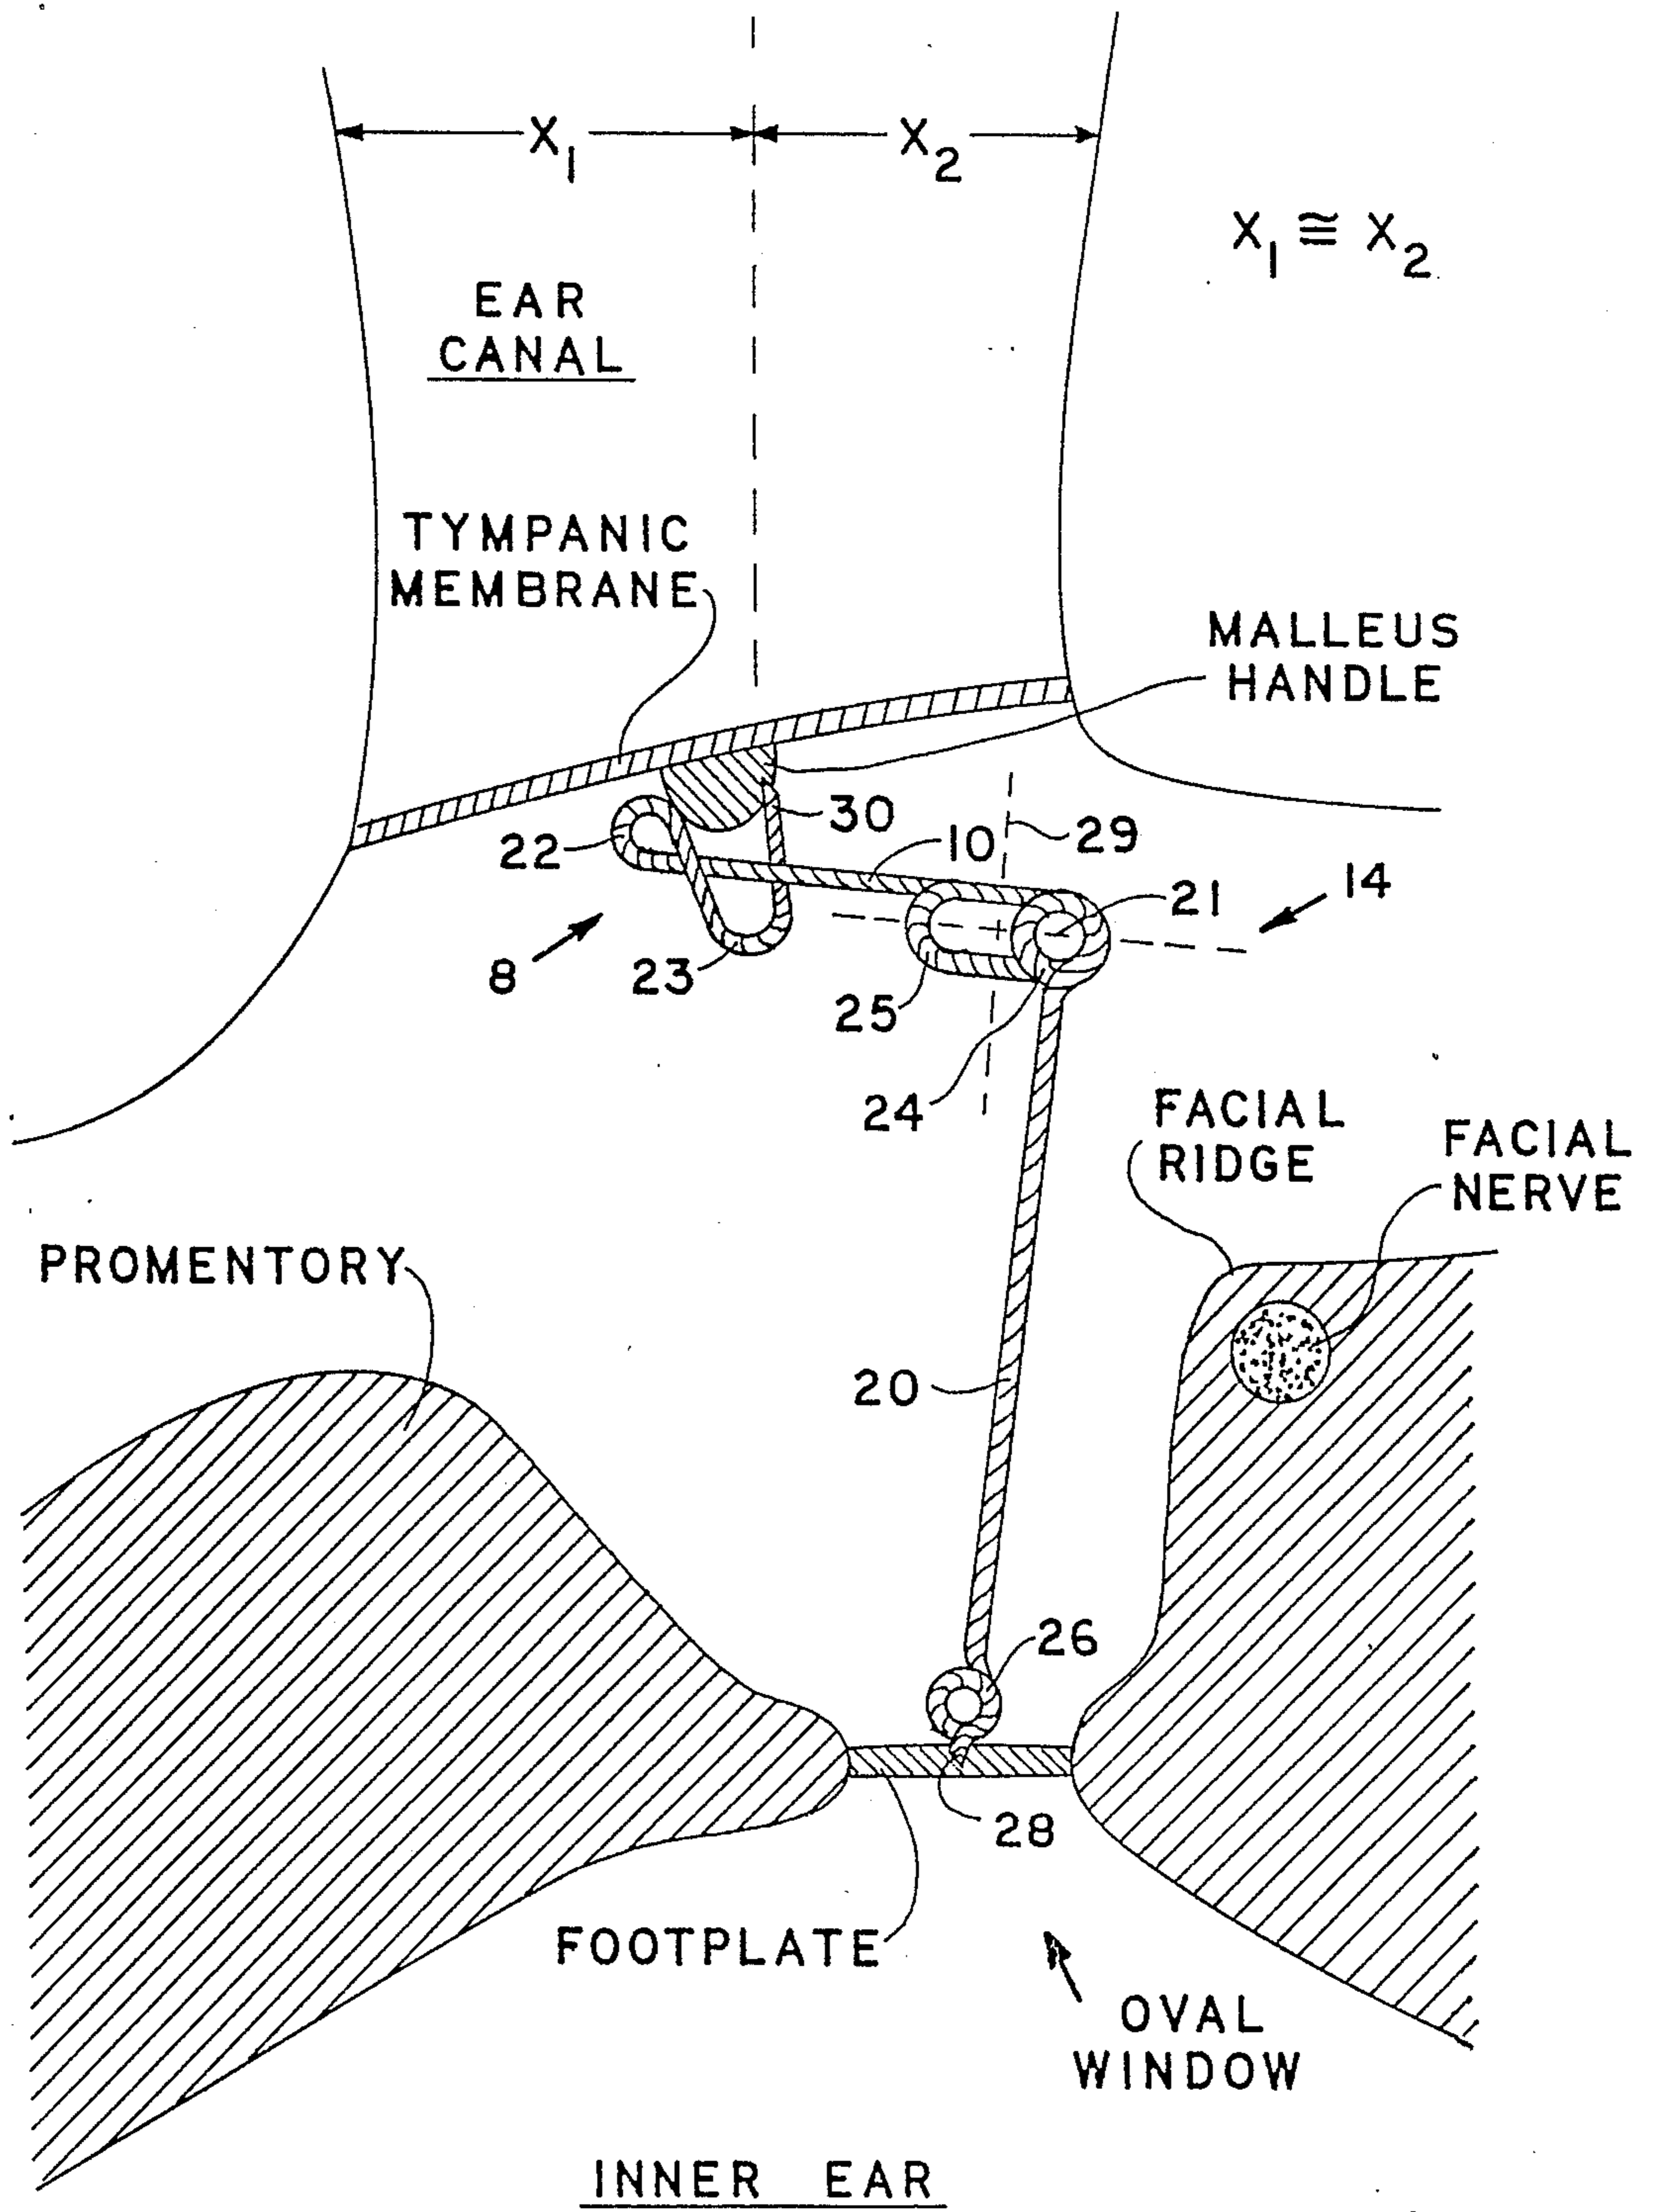 X1 X2
X1 ≅ X2
EAR
CANAL
TYMPANIC
MEMBRANE
MALLEUS
HANDLE
30
10
29
22
14
21
8
23
25
24
FACIAL
RIDGE
FACIAL
NERVE
PROMENTORY
20
26
28
FOOTPLATE
OVAL
WINDOW
INNER EAR